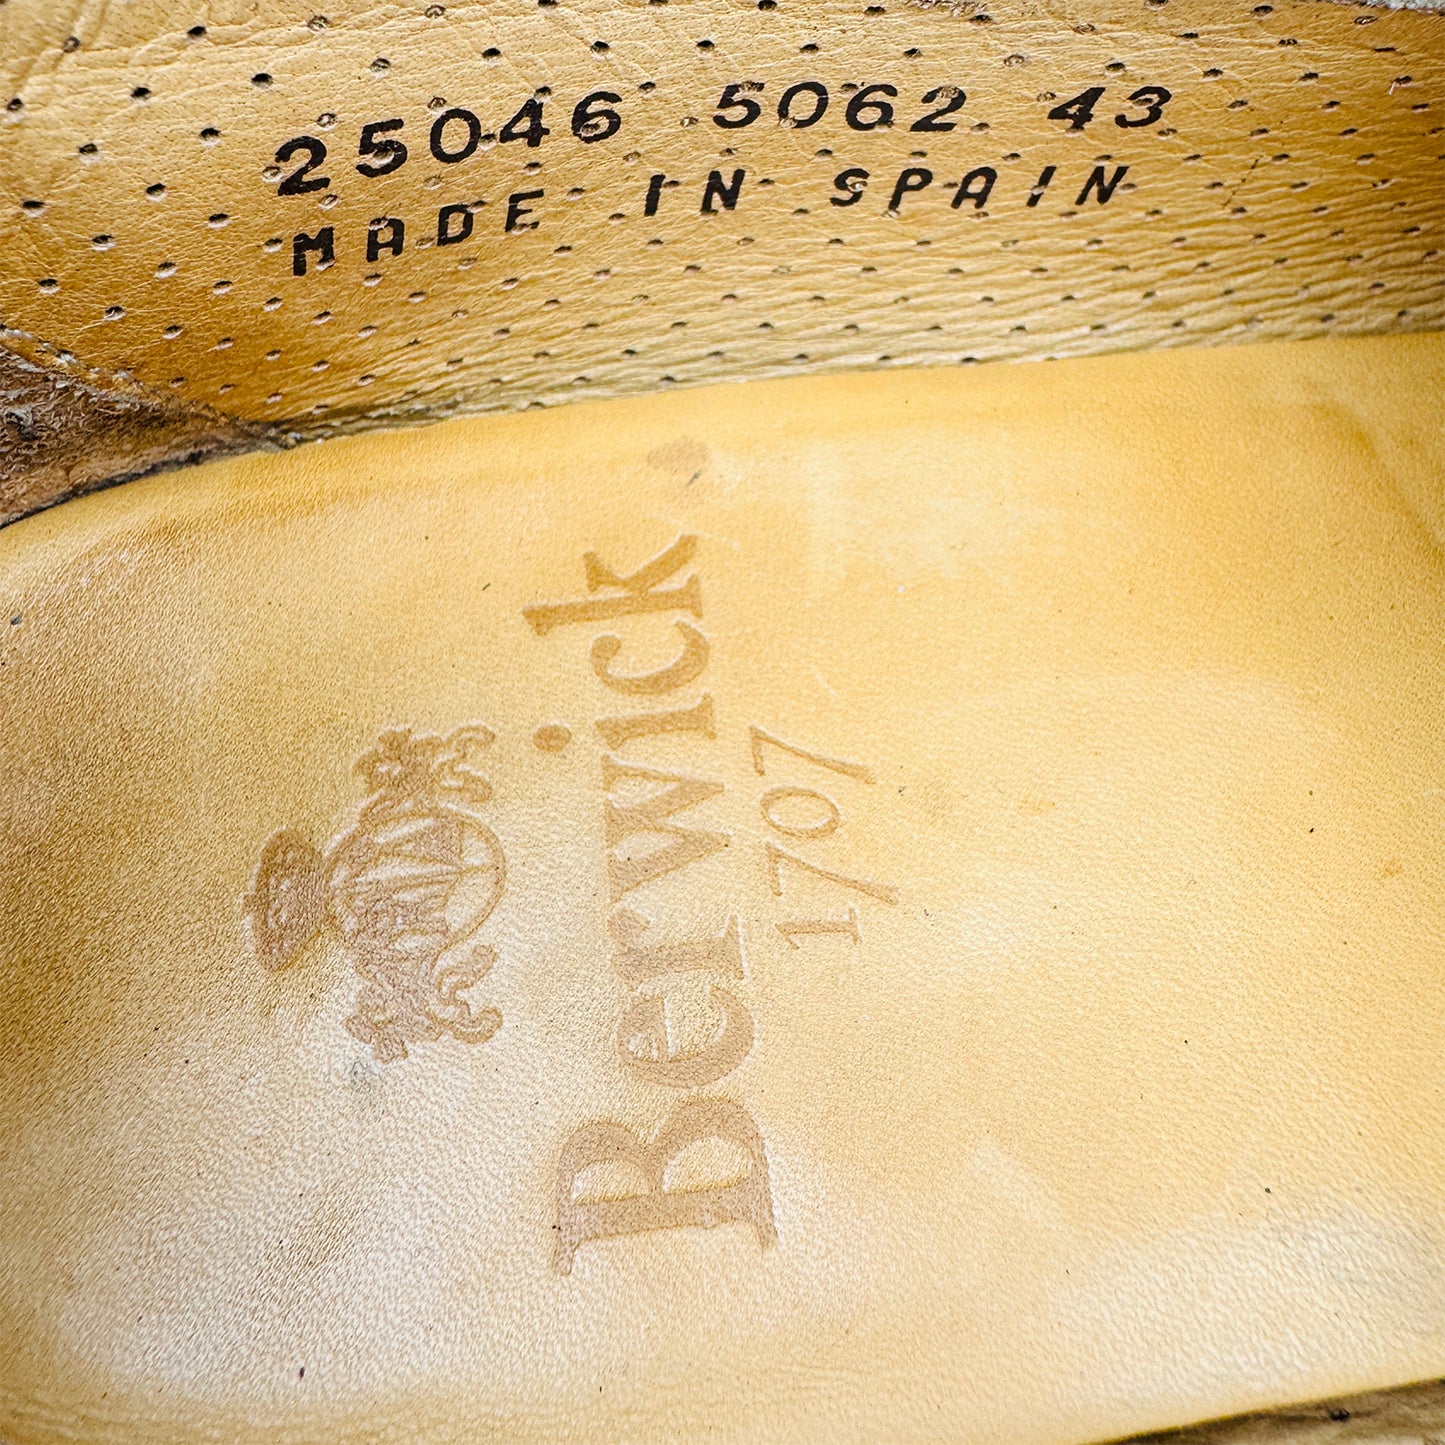 25046 5062 43
MADE IN SPAIN
Berwick
1707